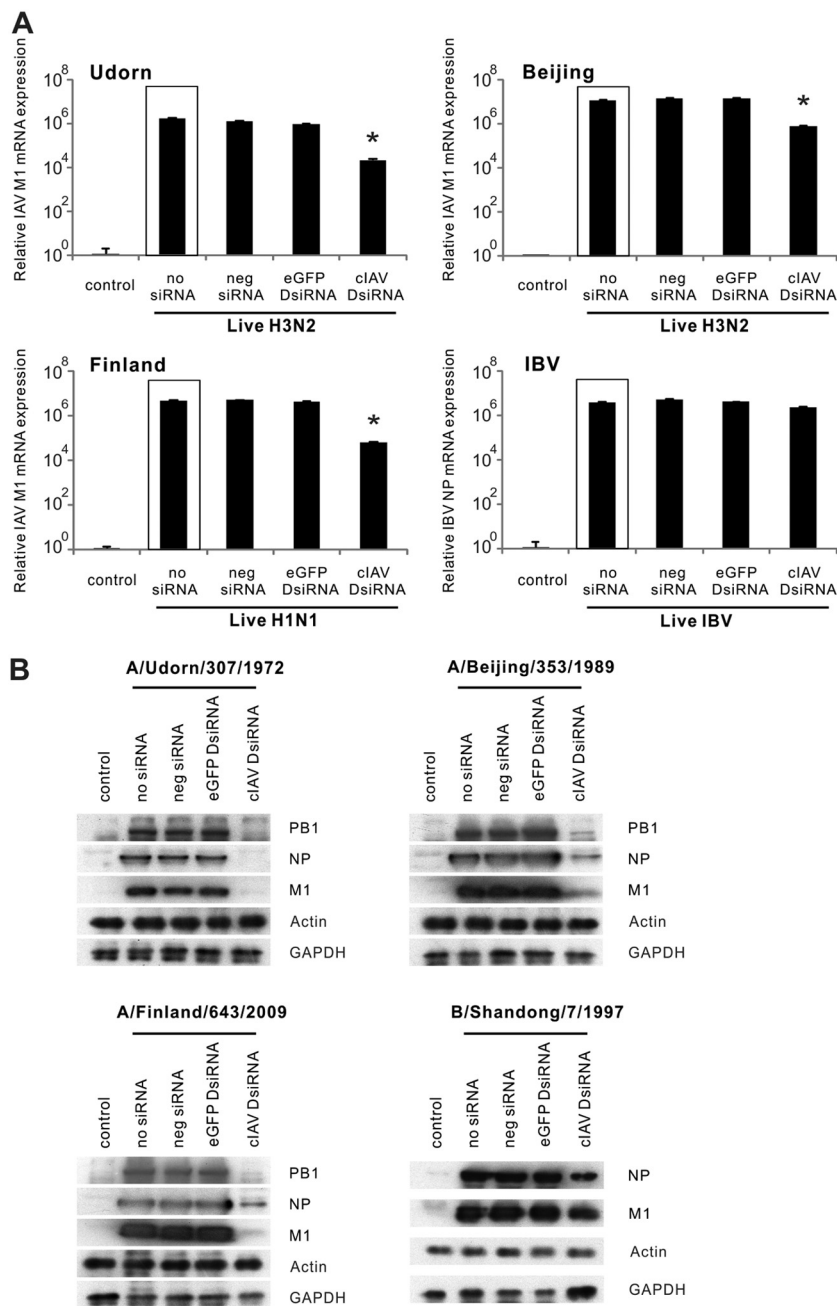 A
Udorn
Relative IAV M1 mRNA expression
10^8
10^6
10^4
10^2
10^0
control
no siRNA
neg siRNA
eGFP DsiRNA
*
cIAV DsiRNA
Live H3N2
Beijing
Relative IAV M1 mRNA expression
10^8
10^6
10^4
10^2
10^0
control
no siRNA
neg siRNA
eGFP DsiRNA
*
cIAV DsiRNA
Live H3N2
Finland
Relative IAV M1 mRNA expression
10^8
10^6
10^4
10^2
10^0
control
no siRNA
neg siRNA
eGFP DsiRNA
*
cIAV DsiRNA
Live H1N1
IBV
Relative IBV NP mRNA expression
10^8
10^6
10^4
10^2
10^0
control
no siRNA
neg siRNA
eGFP DsiRNA
cIAV DsiRNA
Live IBV
B
A/Udorn/307/1972
control
no siRNA
neg siRNA
eGFP DsiRNA
cIAV DsiRNA
PB1
NP
M1
Actin
GAPDH
A/Beijing/353/1989
control
no siRNA
neg siRNA
eGFP DsiRNA
cIAV DsiRNA
PB1
NP
M1
Actin
GAPDH
A/Finland/643/2009
control
no siRNA
neg siRNA
eGFP DsiRNA
cIAV DsiRNA
PB1
NP
M1
Actin
GAPDH
B/Shandong/7/1997
control
no siRNA
neg siRNA
eGFP DsiRNA
cIAV DsiRNA
NP
M1
Actin
GAPDH